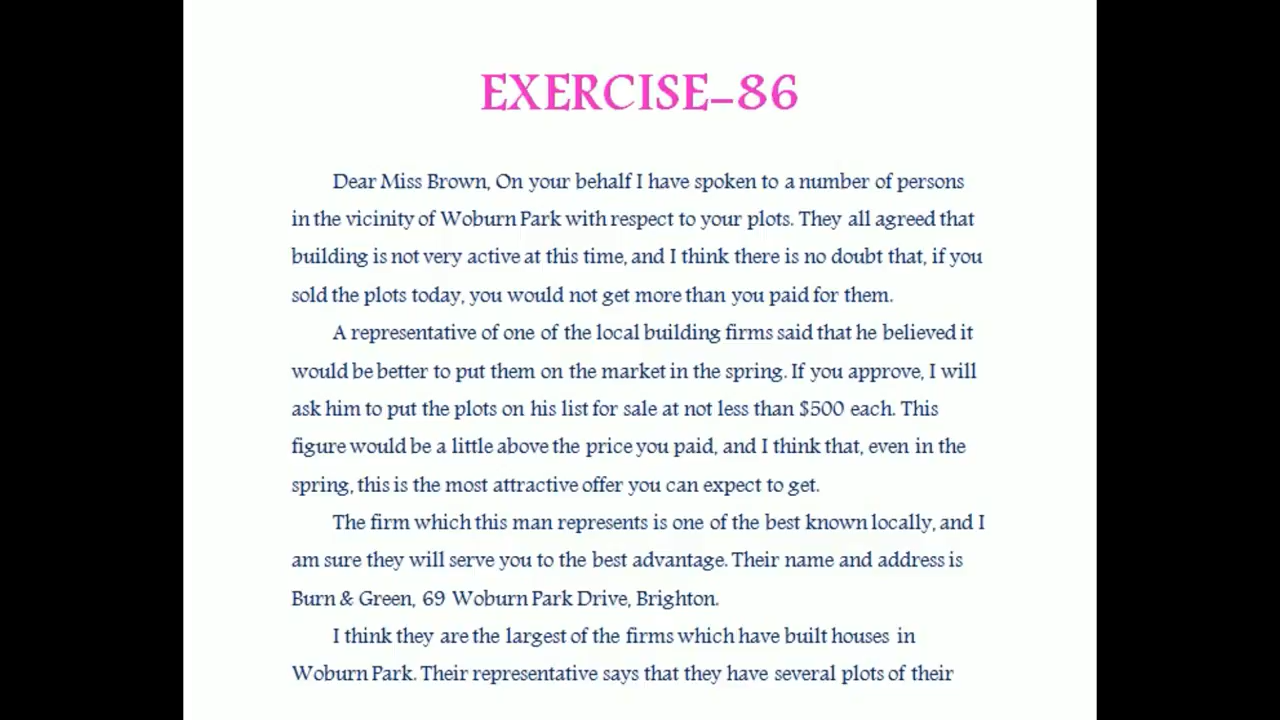 EXERCISE-86
Dear Miss Brown, On your behalf I have spoken to a number of persons
in the vicinity of Woburn Park with respect to your plots. They all agreed that
building is not very active at this time, and I think there is no doubt that, if you
sold the plots today, you would not get more than you paid for them.
A representative of one of the local building firms said that he believed it
would be better to put them on the market in the spring. If you approve, I will
ask him to put the plots on his list for sale at not less than $500 each. This
figure would be a little above the price you paid, and I think that, even in the
spring, this is the most attractive offer you can expect to get.
The firm which this man represents is one of the best known locally, and I
am sure they will serve you to the best advantage. Their name and address is
Burn & Green, 69 Woburn Park Drive, Brighton.
I think they are the largest of the firms which have built houses in
Woburn Park. Their representative says that they have several plots of their